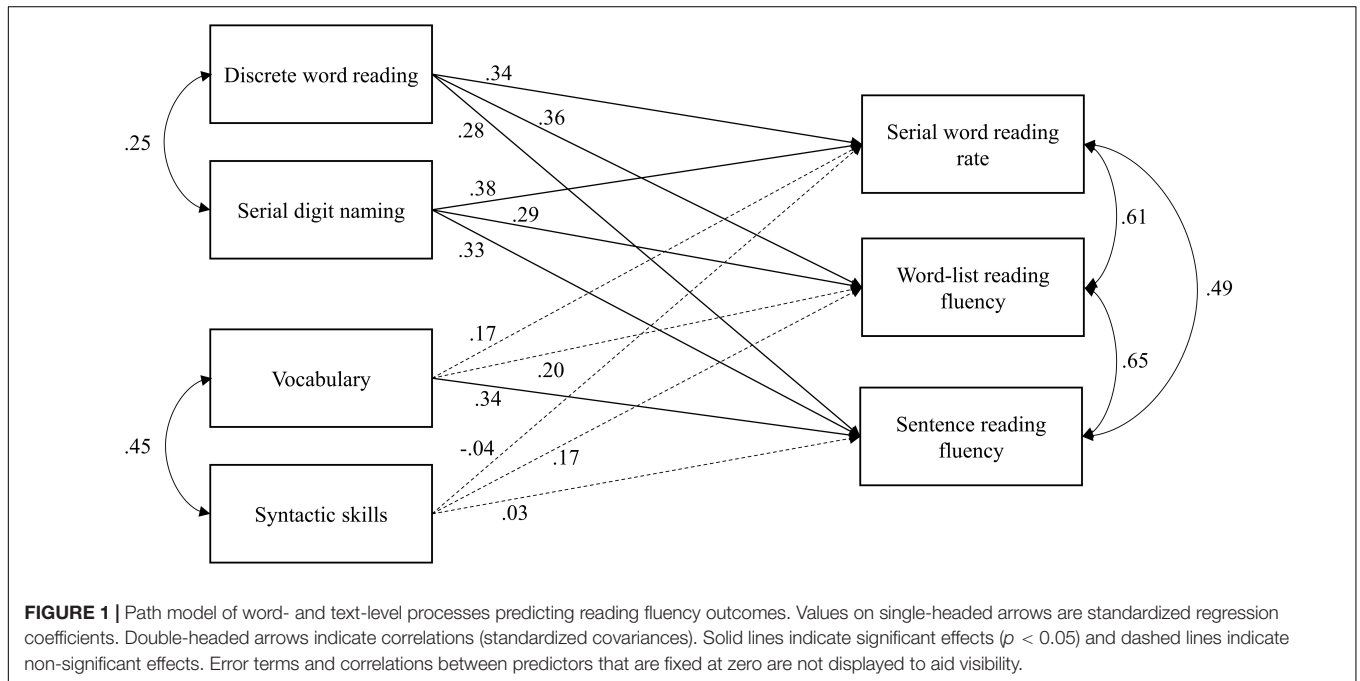 Discrete word reading
Serial digit naming
Vocabulary
Syntactic skills
.25
.45
.34
.36
.28
.38
.29
.33
.17
.20
.34
-.04
.17
.03
Serial word reading
rate
Word-list reading
fluency
Sentence reading
fluency
.61
.49
.65
FIGURE 1 | Path model of word- and text-level processes predicting reading fluency outcomes. Values on single-headed arrows are standardized regression
coefficients. Double-headed arrows indicate correlations (standardized covariances). Solid lines indicate significant effects (p < 0.05) and dashed lines indicate
non-significant effects. Error terms and correlations between predictors that are fixed at zero are not displayed to aid visibility.